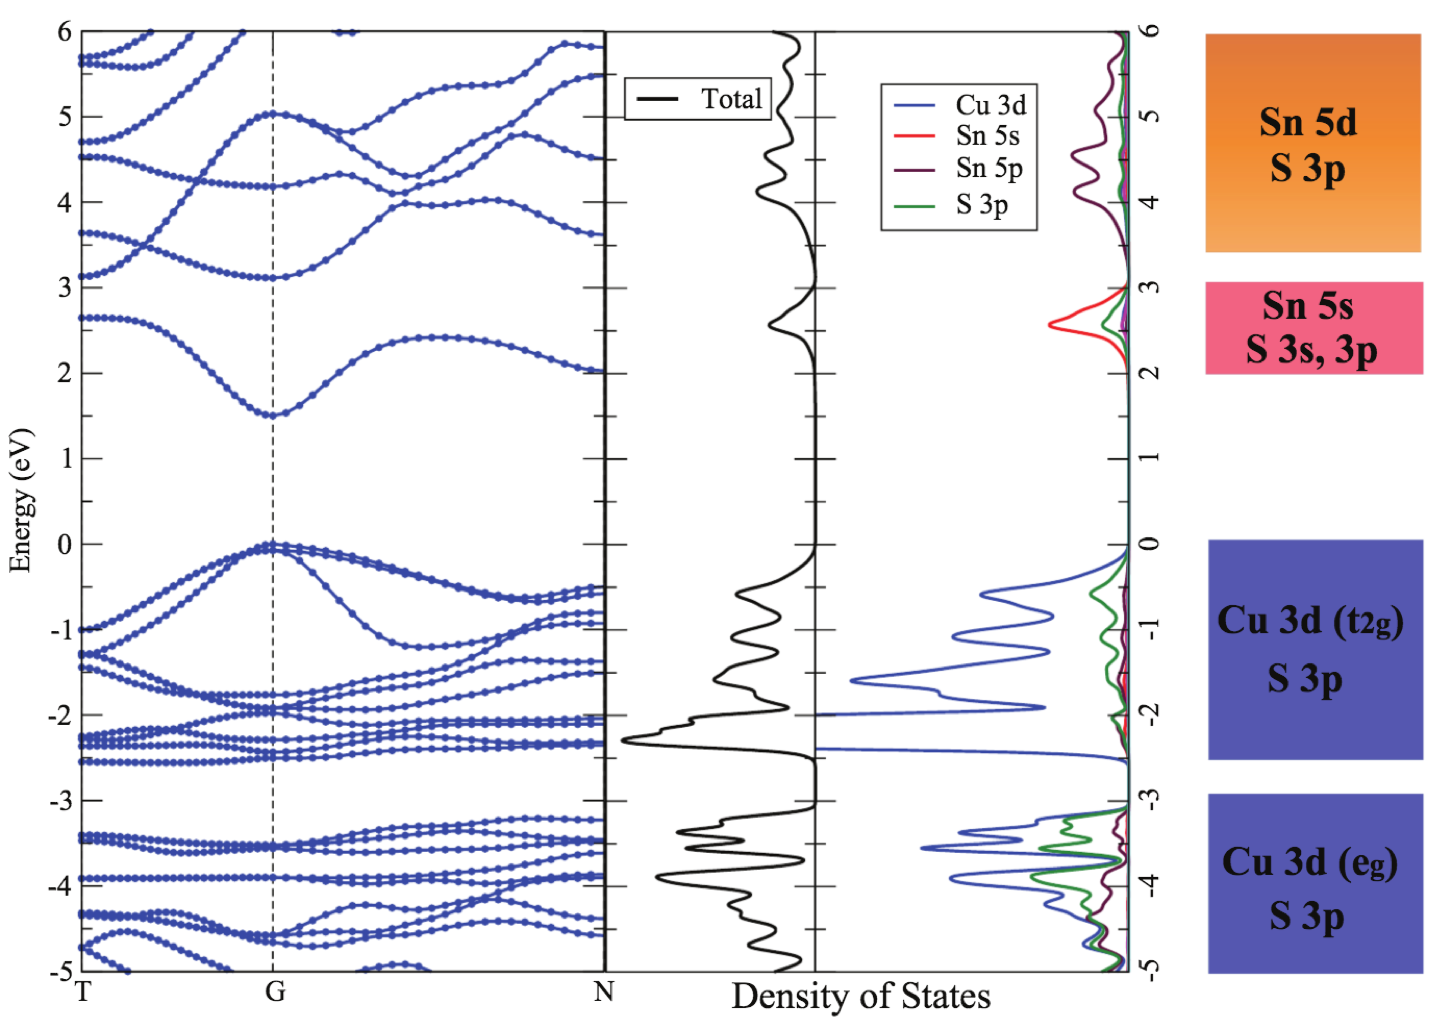 Energy (eV)
6
5
4
3
2
1
0
-1
-2
-3
-4
-5
T
G
N
Total
Cu 3d
Sn 5s
Sn 5p
S 3p
6
5
4
3
2
1
0
-1
-2
-3
-4
-5
Density of States
Sn 5d
S 3p
Sn 5s
S 3s, 3p
Cu 3d (t2g)
S 3p
Cu 3d (eg)
S 3p